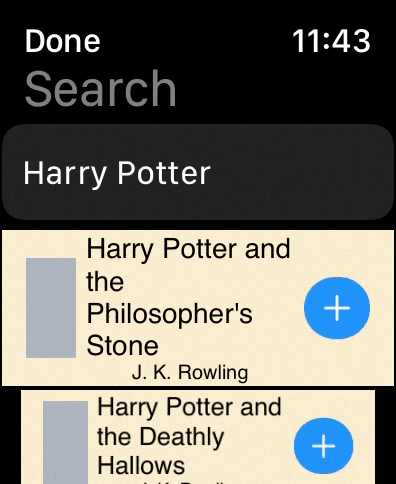 Done 11:43
Search
Harry Potter
Harry Potter and
the
Philosopher's
Stone
J. K. Rowling
Harry Potter and
the Deathly
Hallows